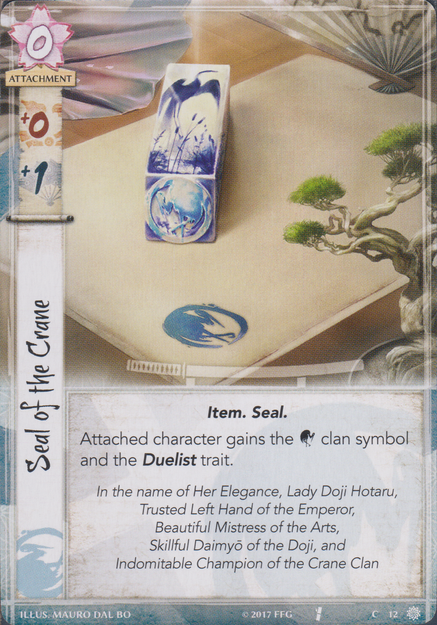 0
ATTACHMENT
+0
+1
Seal of the Crane
Item. Seal.
Attached character gains the clan symbol
and the Duelist trait.
In the name of Her Elegance, Lady Doji Hotaru,
Trusted Left Hand of the Emperor,
Beautiful Mistress of the Arts,
Skillful Daimyō of the Doji, and
Indomitable Champion of the Crane Clan
ILLUS. MAURO DAL BO
© 2017 FFG
C 12